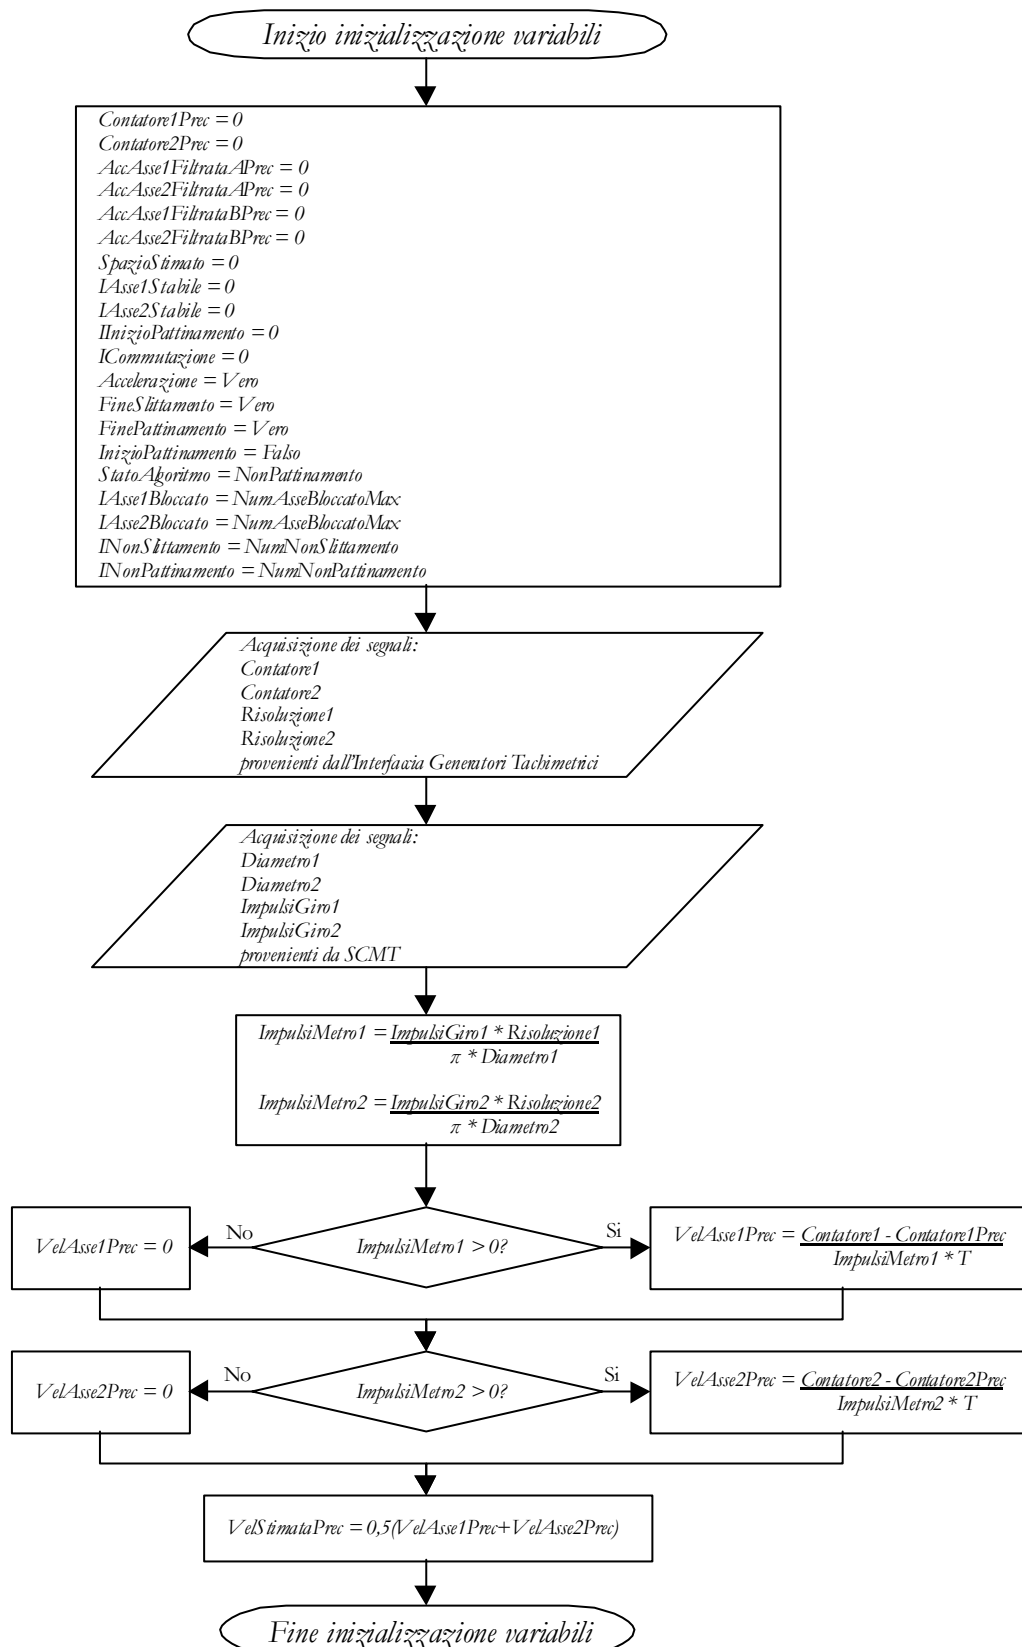 Inizio inizializzazione variabili
Contatore1Prec = 0
Contatore2Prec = 0
AccAsse1FiltrataAPrec = 0
AccAsse2FiltrataAPrec = 0
AccAsse1FiltrataBPrec = 0
AccAsse2FiltrataBPrec = 0
SpazioStimato = 0
IAsse1Stabile = 0
IAsse2Stabile = 0
IInizioPattinamento = 0
ICommutazione = 0
Accelerazione = Vero
FineSlittamento = Vero
FinePattinamento = Vero
InizioPattinamento = Falso
StatoAlgoritmo = NonPattinamento
IAsse1Bloccato = NumAsseBloccatoMax
IAsse2Bloccato = NumAsseBloccatoMax
INonSlittamento = NumNonSlittamento
INonPattinamento = NumNonPattinamento
Acquisizione dei segnali:
Contatore1
Contatore2
Risoluzione1
Risoluzione2
provenienti dall'Interfaccia Generatori Tachimetrici
Acquisizione dei segnali:
Diametro1
Diametro2
ImpulsiGiro1
ImpulsiGiro2
provenienti da SCMT
ImpulsiMetro1 = ImpulsiGiro1 * Risoluzione1
π * Diametro1
ImpulsiMetro2 = ImpulsiGiro2 * Risoluzione2
π * Diametro2
VelAsse1Prec = 0
No
ImpulsiMetro1 > 0?
Si
VelAsse1Prec = Contatore1 - Contatore1Prec
ImpulsiMetro1 * T
VelAsse2Prec = 0
No
ImpulsiMetro2 > 0?
Si
VelAsse2Prec = Contatore2 - Contatore2Prec
ImpulsiMetro2 * T
VelStimataPrec = 0,5(VelAsse1Prec+VelAsse2Prec)
Fine inizializzazione variabili